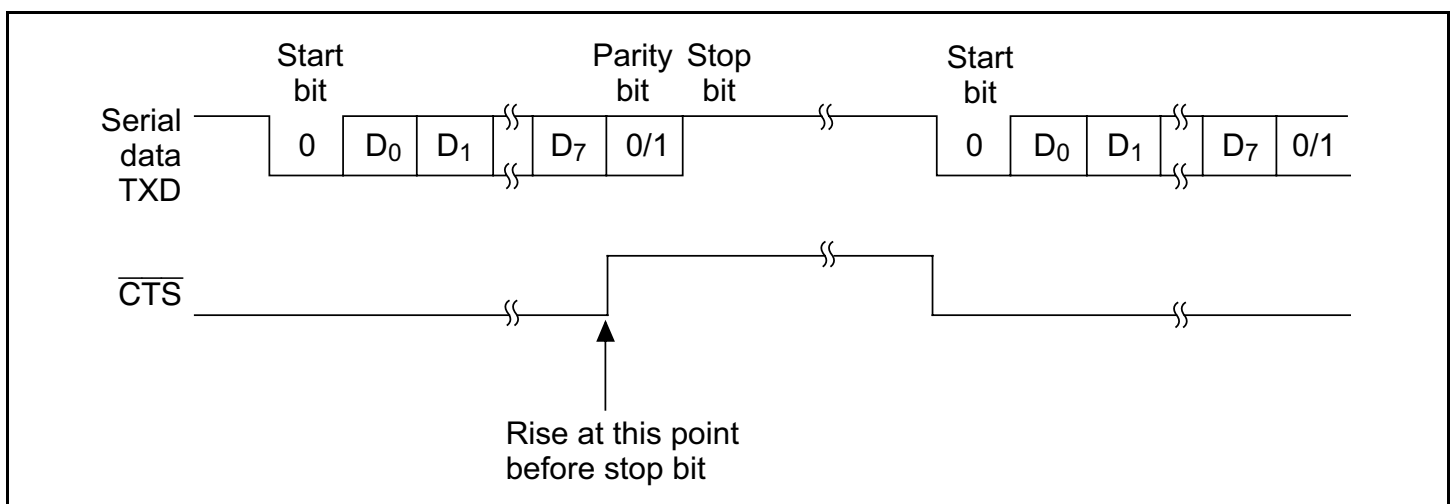 Start
bit
Parity
bit
Stop
bit
Start
bit
Serial
data
TXD
0
D0
D1
D7
0/1
0
D0
D1
D7
0/1
CTS
Rise at this point
before stop bit